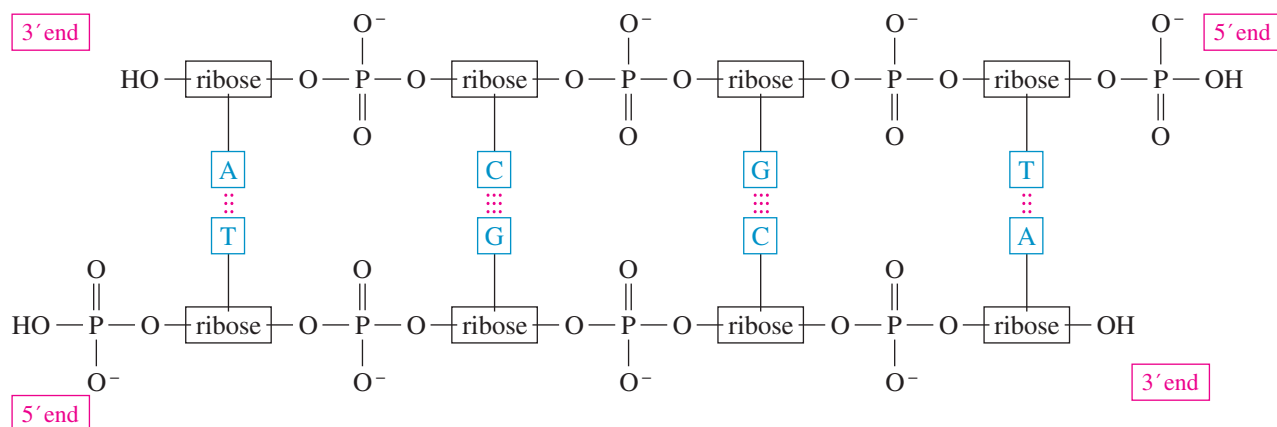 3´end O⁻ O⁻ O⁻ O⁻ 5´end
HO ribose O P O ribose O P O ribose O P O ribose O P OH
O O O O
A C G T
T G C A
O O O O
HO P O ribose O P O ribose O P O ribose O P O ribose OH
O⁻ O⁻ O⁻ O⁻ 3´end
5´end